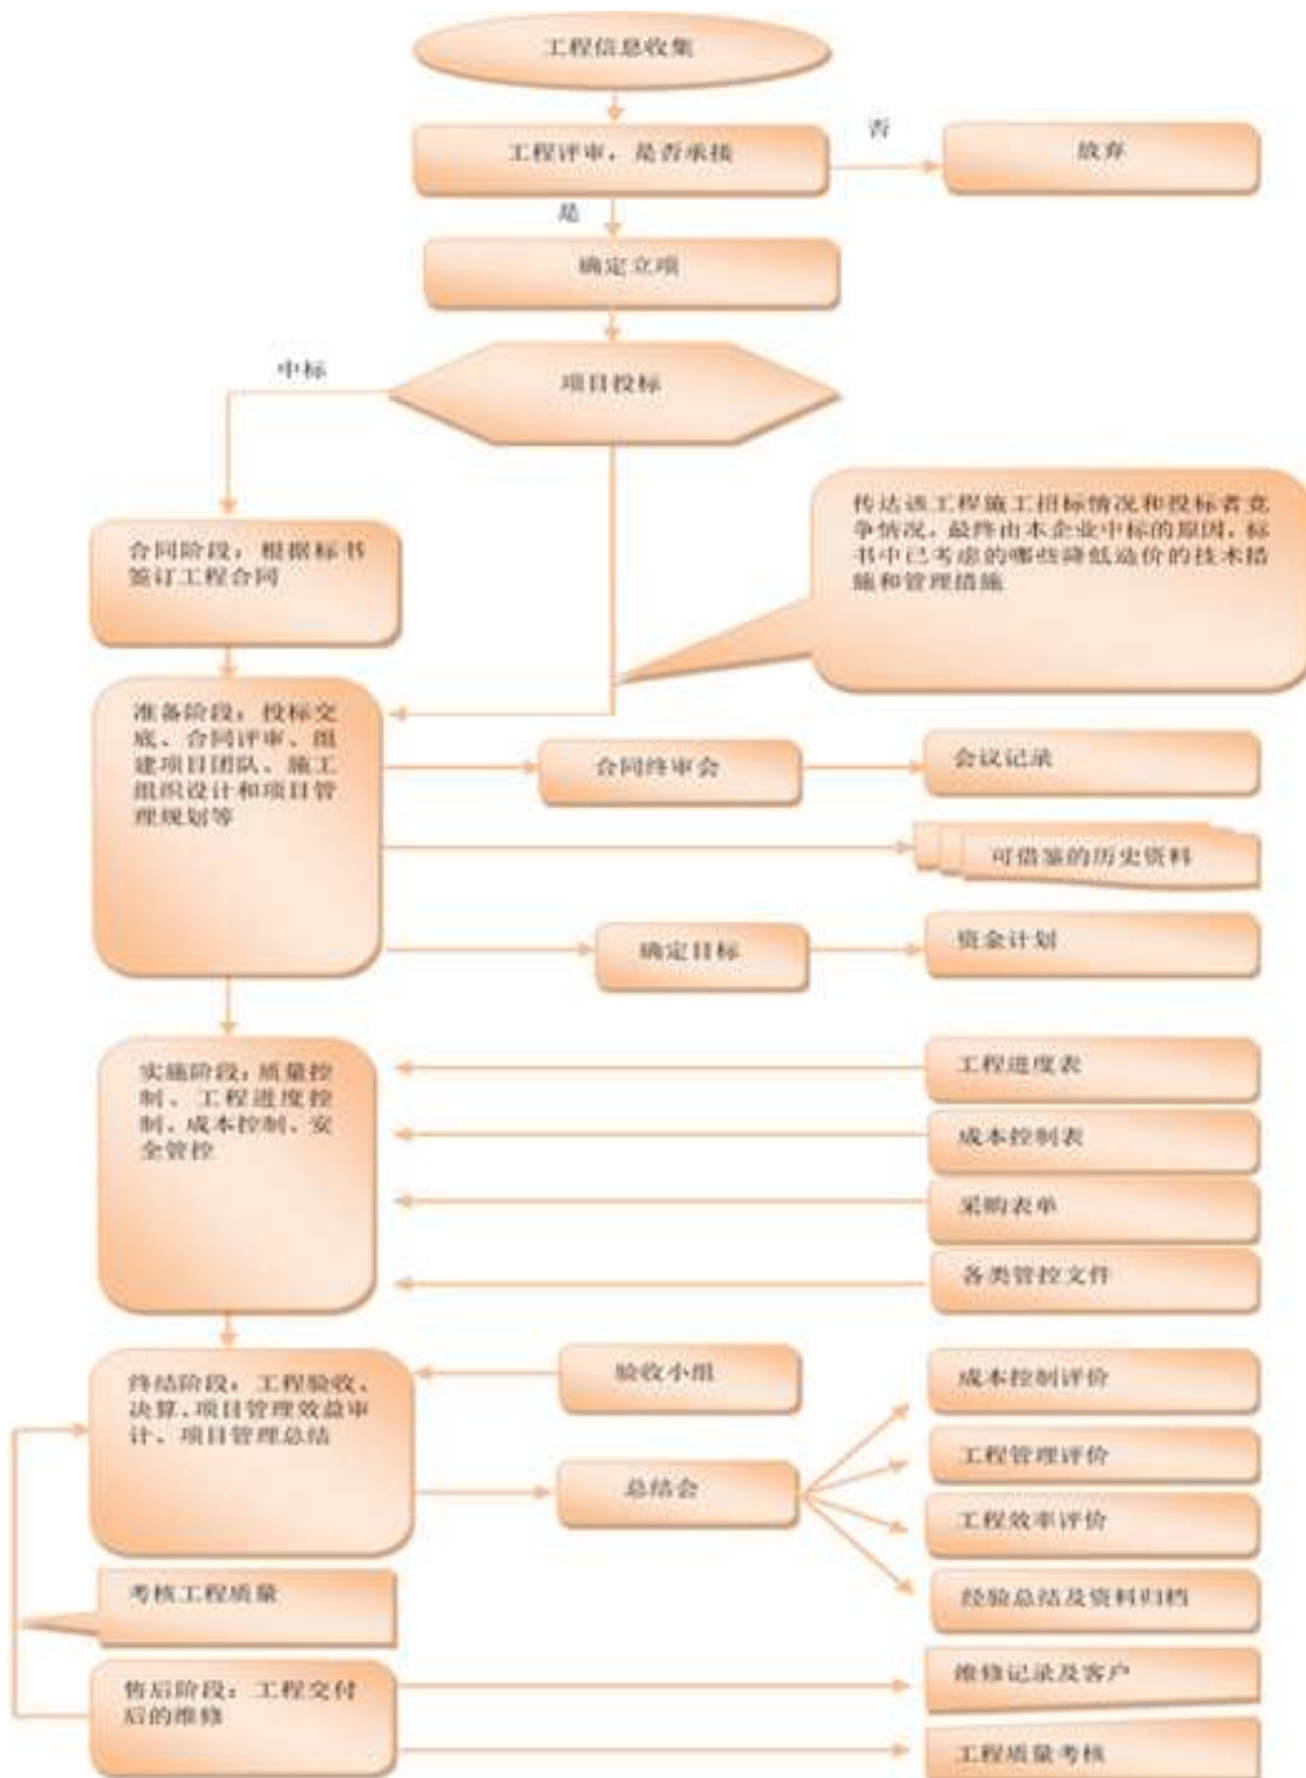 工程信息收集
工程评审，是否承接
否
放弃
是
确定立项
中标
项目投标
传达该工程施工招标情况和投标者竞
争情况，最终由本企业中标的原因，标
书中已考虑的哪些降低造价的技术措
施和管理措施
合同阶段：根据标书
签订工程合同
准备阶段：投标交
底、合同评审、组
建项目团队、施工
组织设计和项目管
理规划等
合同终审会
会议记录
可借鉴的历史资料
确定目标
资金计划
实施阶段：质量控
制、工程进度控
制、成本控制、安
全管控
工程进度表
成本控制表
采购表单
各类管控文件
终结阶段：工程验收、
决算、项目管理效益审
计、项目管理总结
验收小组
总结会
成本控制评价
工程管理评价
工程效率评价
经验总结及资料归档
考核工程质量
售后阶段：工程交付
后的维修
维修记录及客户
工程质量考核